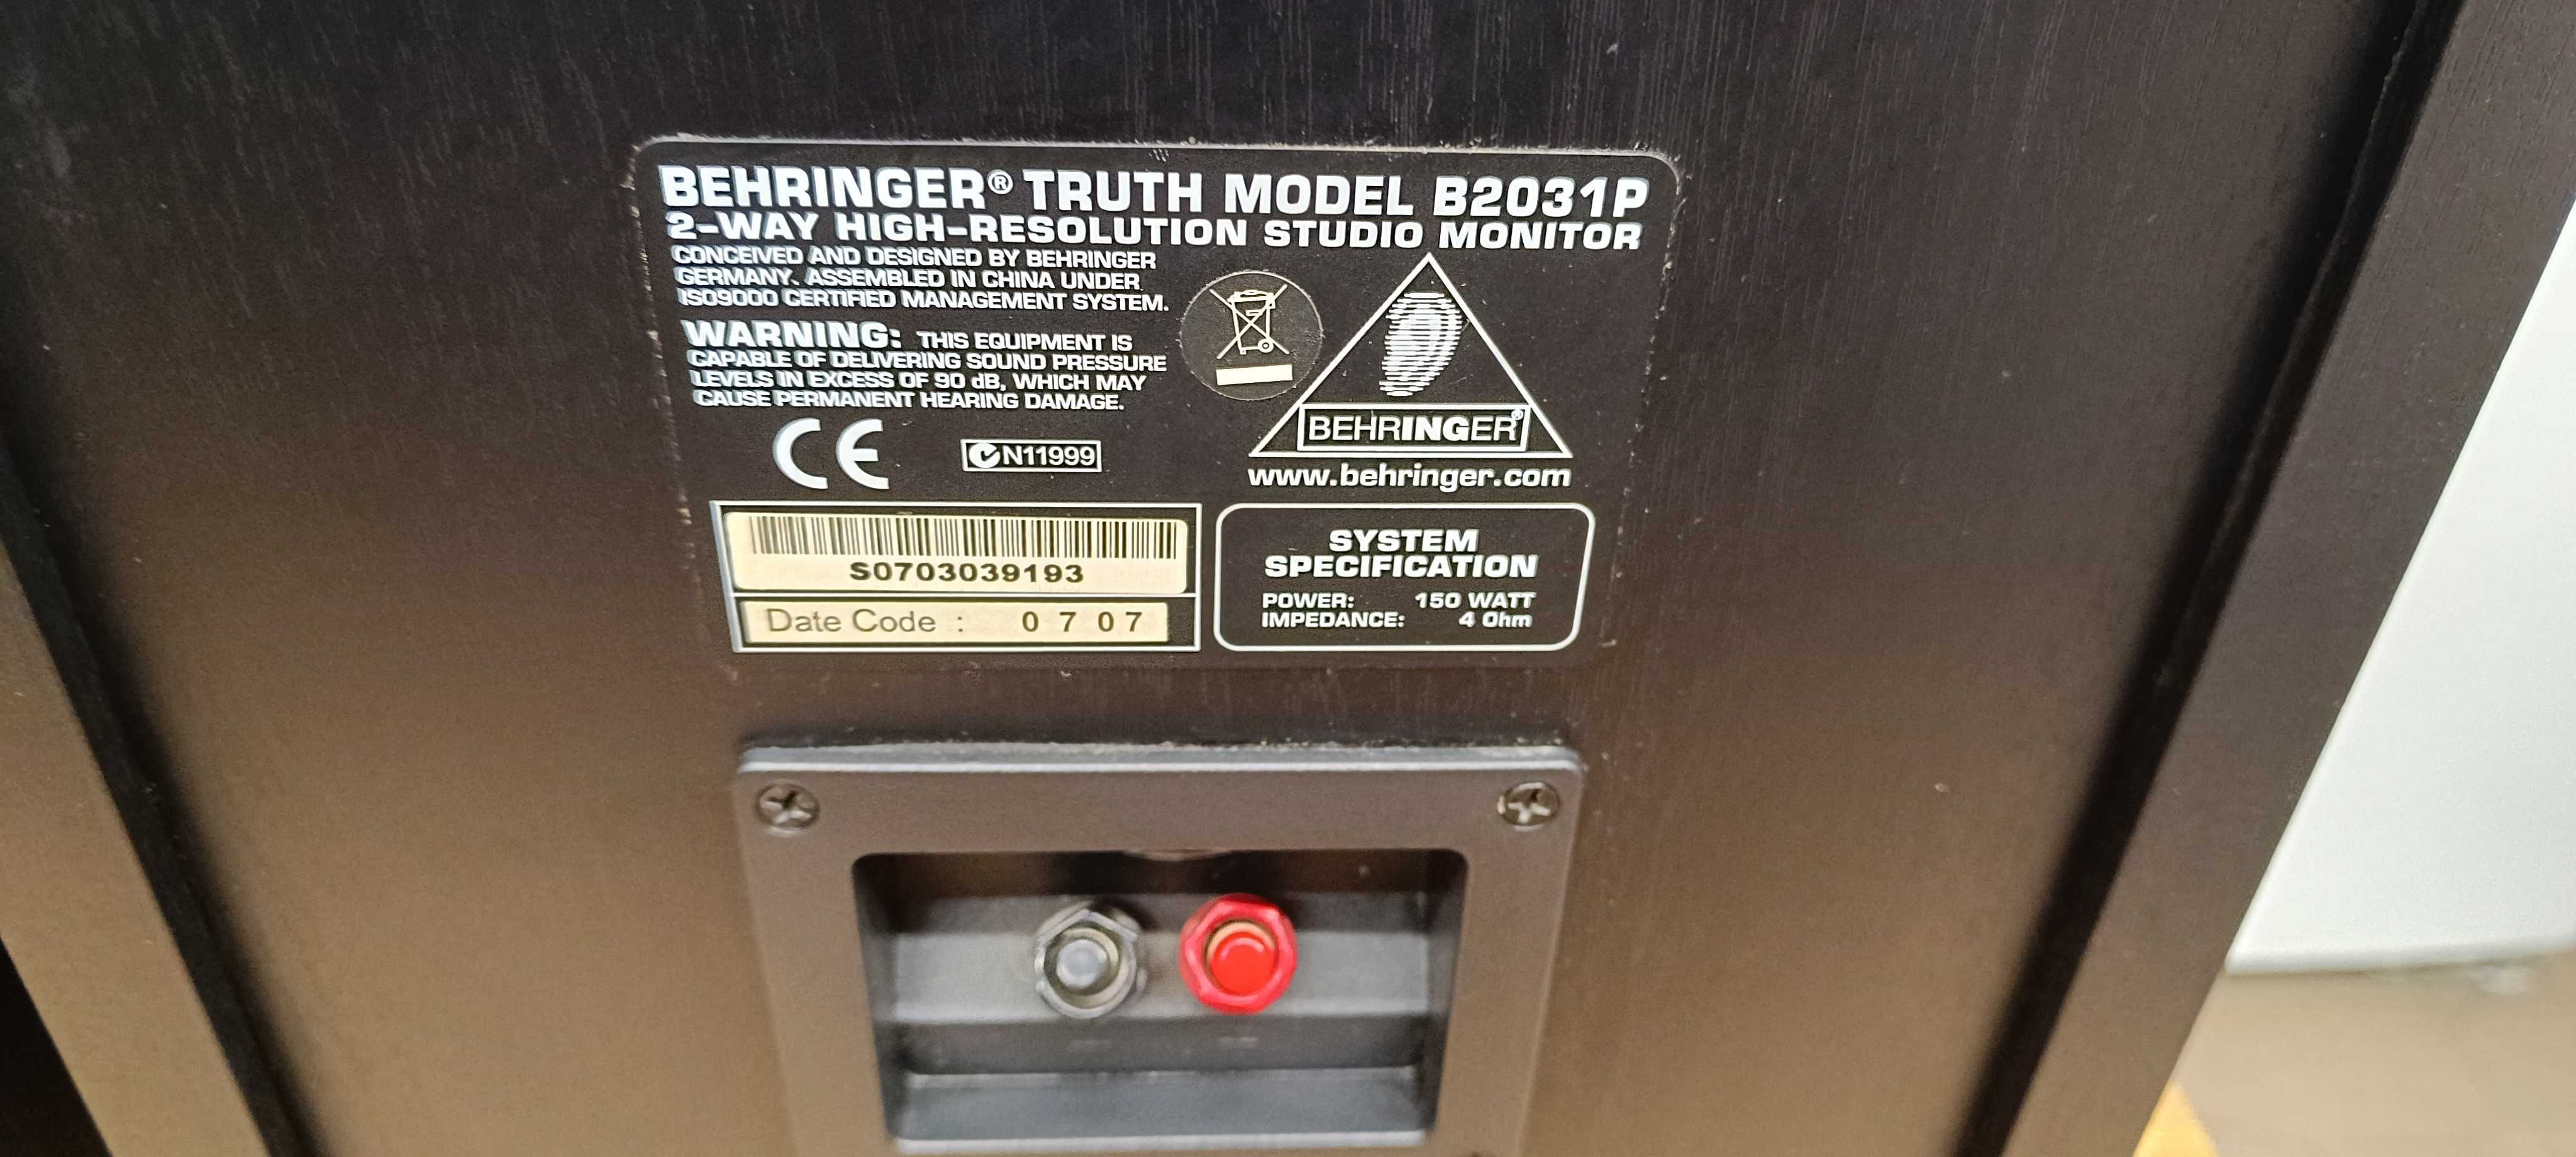 BEHRINGER® TRUTH MODEL B2031P
2-WAY HIGH-RESOLUTION STUDIO MONITOR
CONCEIVED AND DESIGNED BY BEHRINGER
GERMANY. ASSEMBLED IN CHINA UNDER
ISO9000 CERTIFIED MANAGEMENT SYSTEM.
WARNING: THIS EQUIPMENT IS
CAPABLE OF DELIVERING SOUND PRESSURE
LEVELS IN EXCESS OF 90 dB, WHICH MAY
CAUSE PERMANENT HEARING DAMAGE.
CE
N11999
BEHRINGER®
www.behringer.com
S0703039193
Date Code : 0707
SYSTEM
SPECIFICATION
POWER: 150 WATT
IMPEDANCE: 4 Ohm